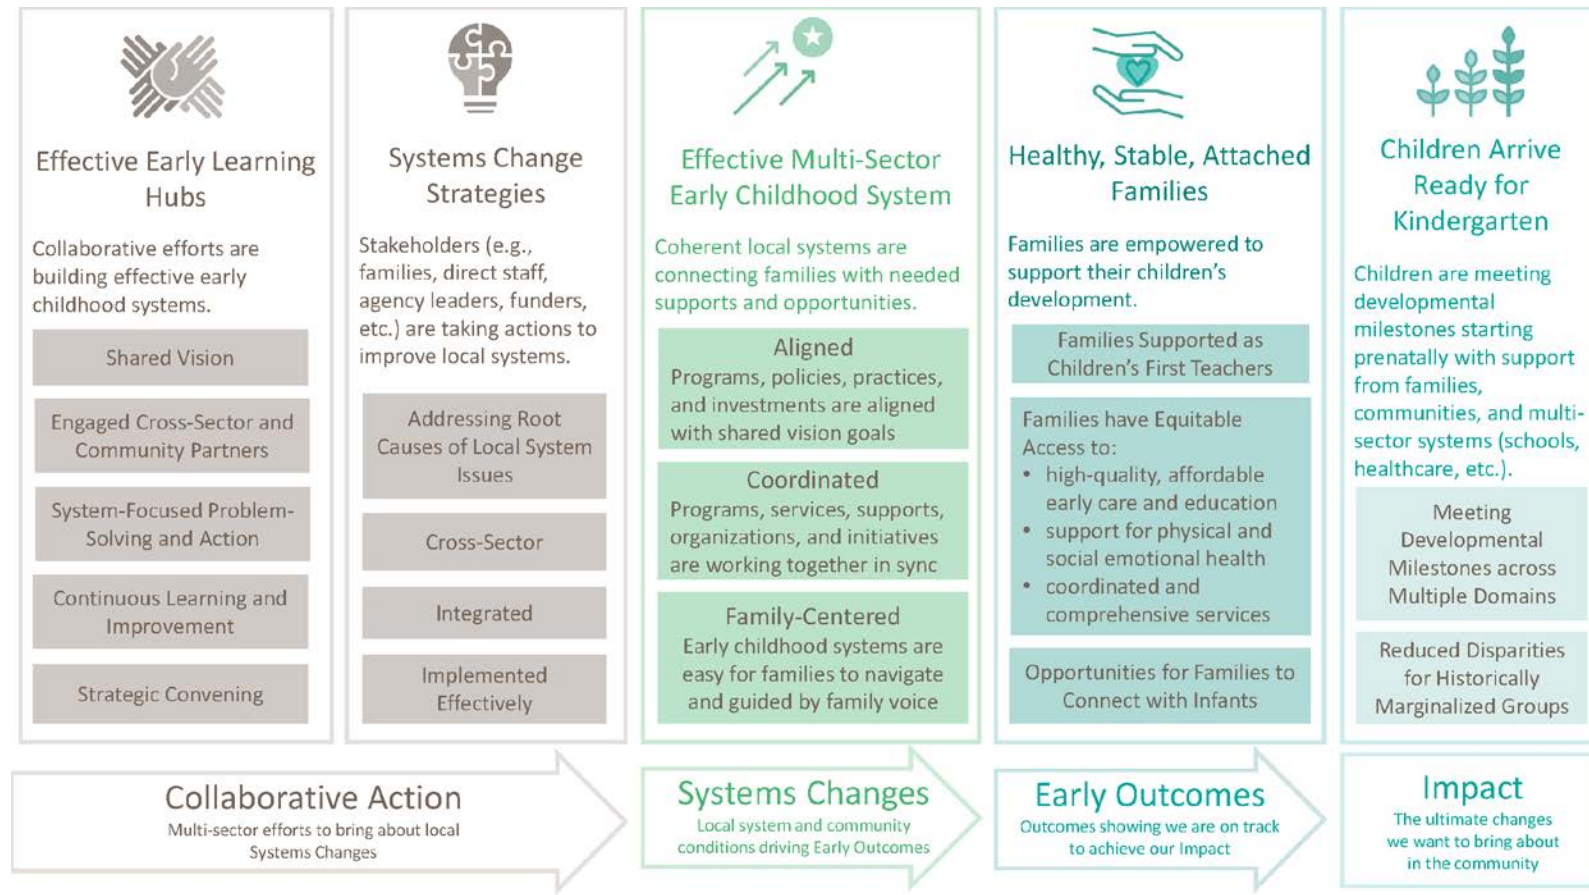 Effective Early Learning
Hubs
Collaborative efforts are
building effective early
childhood systems.
Shared Vision
Engaged Cross-Sector and
Community Partners
System-Focused Problem-
Solving and Action
Continuous Learning and
Improvement
Strategic Convening
Systems Change
Strategies
Stakeholders (e.g.,
families, direct staff,
agency leaders, funders,
etc.) are taking actions to
improve local systems.
Addressing Root
Causes of Local System
Issues
Cross-Sector
Integrated
Implemented
Effectively
Effective Multi-Sector
Early Childhood System
Coherent local systems are
connecting families with needed
supports and opportunities.
Aligned
Programs, policies, practices,
and investments are aligned
with shared vision goals
Coordinated
Programs, services, supports,
organizations, and initiatives
are working together in sync
Family-Centered
Early childhood systems are
easy for families to navigate
and guided by family voice
Healthy, Stable, Attached
Families
Families are empowered to
support their children's
development.
Families Supported as
Children's First Teachers
Families have Equitable
Access to:
• high-quality, affordable
early care and education
• support for physical and
social emotional health
• coordinated and
comprehensive services
Opportunities for Families to
Connect with Infants
Children Arrive
Ready for
Kindergarten
Children are meeting
developmental
milestones starting
prenatally with support
from families,
communities, and multi-
sector systems (schools,
healthcare, etc.).
Meeting
Developmental
Milestones across
Multiple Domains
Reduced Disparities
for Historically
Marginalized Groups
Collaborative Action
Multi-sector efforts to bring about local
Systems Changes
Systems Changes
Local system and community
conditions driving Early Outcomes
Early Outcomes
Outcomes showing we are on track
to achieve our Impact
Impact
The ultimate changes
we want to bring about
in the community